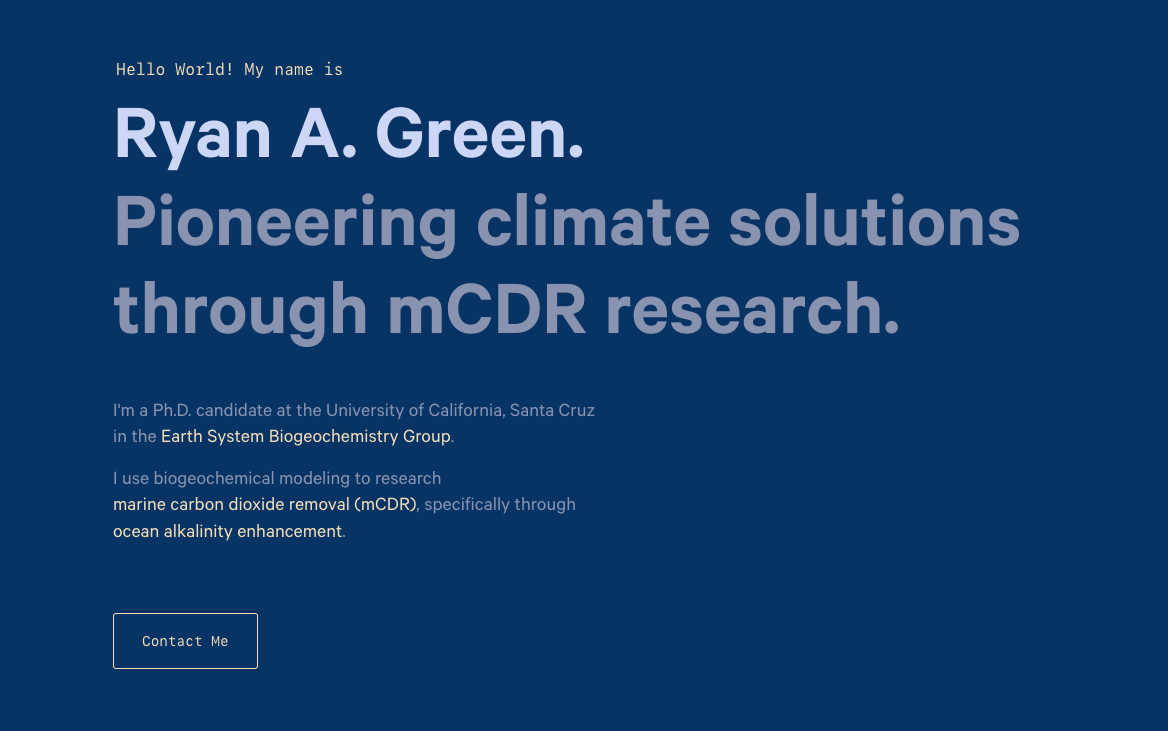 Hello World! My name is
Ryan A. Green.
Pioneering climate solutions
through mCDR research.
I'm a Ph.D. candidate at the University of California, Santa Cruz
in the Earth System Biogeochemistry Group.
I use biogeochemical modeling to research
marine carbon dioxide removal (mCDR), specifically through
ocean alkalinity enhancement.
Contact Me